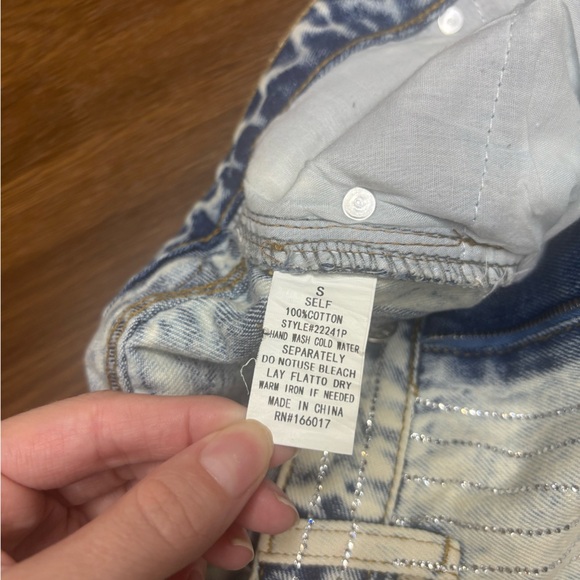 S
SELF
100%COTTON
STYLE#22241P
HAND WASH COLD WATER
SEPARATELY
DO NOTUSE BLEACH
LAY FLATTO DRY
WARM IRON IF NEEDED
MADE IN CHINA
RN#166017